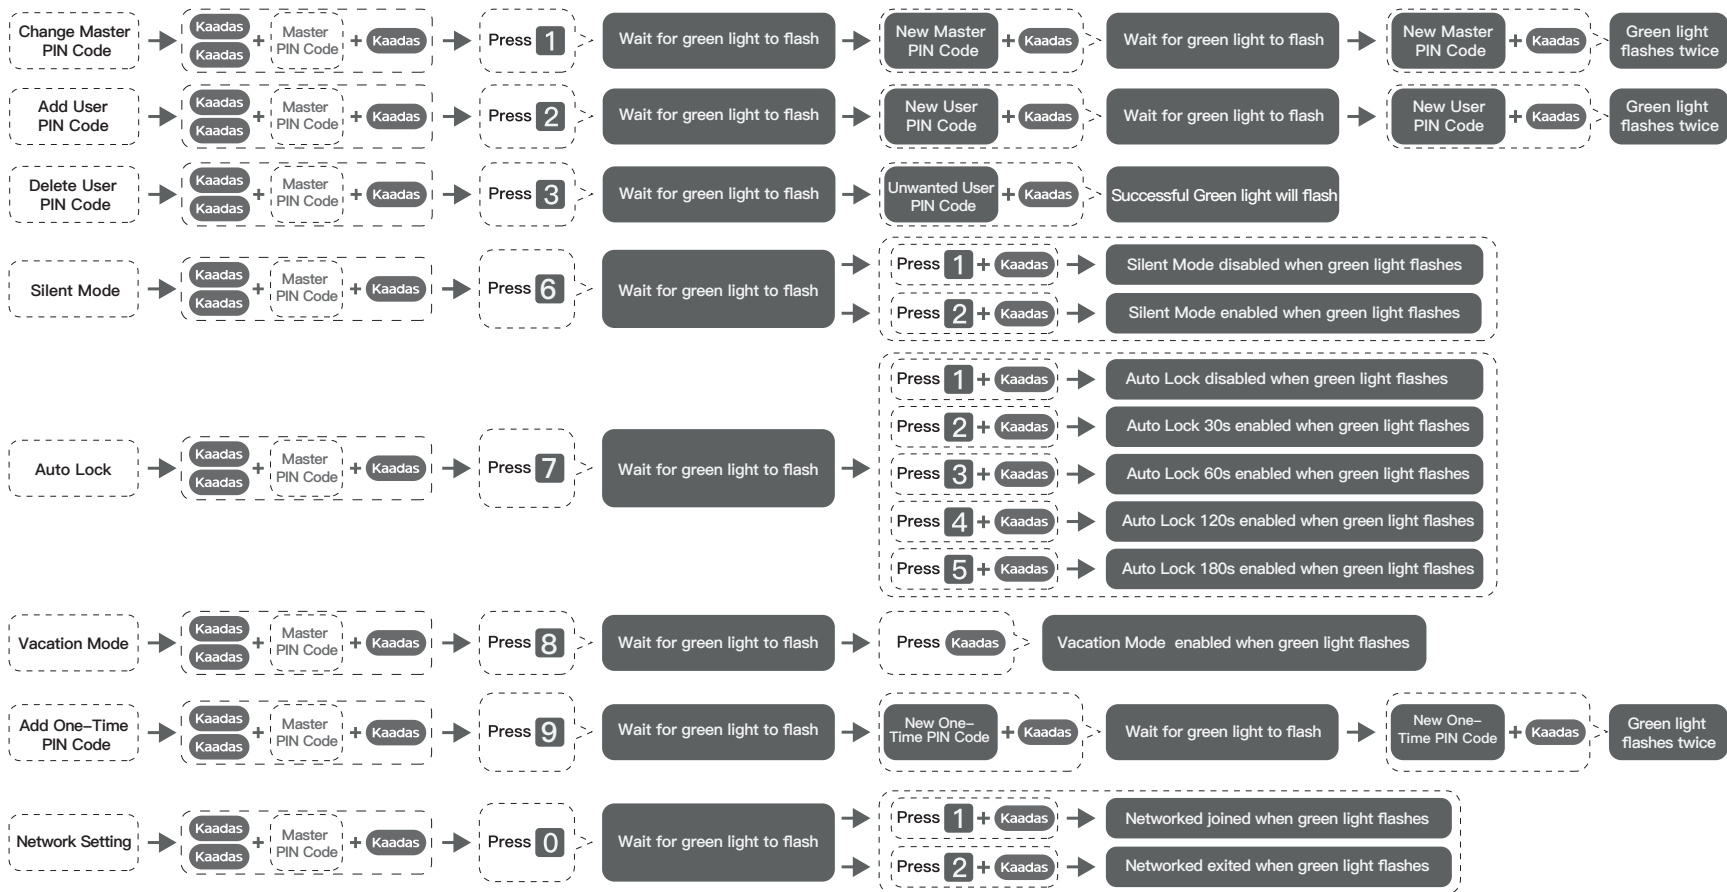 Change Master
PIN Code
Kaadas
Kaadas
+
Master
PIN Code
+ Kaadas
Press 1
Wait for green light to flash
New Master
PIN Code
+ Kaadas
Wait for green light to flash
New Master
PIN Code
+ Kaadas
Green light
flashes twice
Add User
PIN Code
Kaadas
Kaadas
+
Master
PIN Code
+ Kaadas
Press 2
Wait for green light to flash
New User
PIN Code
+ Kaadas
Wait for green light to flash
New User
PIN Code
+ Kaadas
Green light
flashes twice
Delete User
PIN Code
Kaadas
Kaadas
+
Master
PIN Code
+ Kaadas
Press 3
Wait for green light to flash
Unwanted User
PIN Code
+ Kaadas
Successful Green light will flash
Silent Mode
Kaadas
Kaadas
+
Master
PIN Code
+ Kaadas
Press 6
Wait for green light to flash
Press 1 + Kaadas
Silent Mode disabled when green light flashes
Press 2 + Kaadas
Silent Mode enabled when green light flashes
Auto Lock
Kaadas
Kaadas
+
Master
PIN Code
+ Kaadas
Press 7
Wait for green light to flash
Press 1 + Kaadas
Auto Lock disabled when green light flashes
Press 2 + Kaadas
Auto Lock 30s enabled when green light flashes
Press 3 + Kaadas
Auto Lock 60s enabled when green light flashes
Press 4 + Kaadas
Auto Lock 120s enabled when green light flashes
Press 5 + Kaadas
Auto Lock 180s enabled when green light flashes
Vacation Mode
Kaadas
Kaadas
+
Master
PIN Code
+ Kaadas
Press 8
Wait for green light to flash
Press Kaadas
Vacation Mode enabled when green light flashes
Add One-Time
PIN Code
Kaadas
Kaadas
+
Master
PIN Code
+ Kaadas
Press 9
Wait for green light to flash
New One-
Time PIN Code
+ Kaadas
Wait for green light to flash
New One-
Time PIN Code
+ Kaadas
Green light
flashes twice
Network Setting
Kaadas
Kaadas
+
Master
PIN Code
+ Kaadas
Press 0
Wait for green light to flash
Press 1 + Kaadas
Networked joined when green light flashes
Press 2 + Kaadas
Networked exited when green light flashes